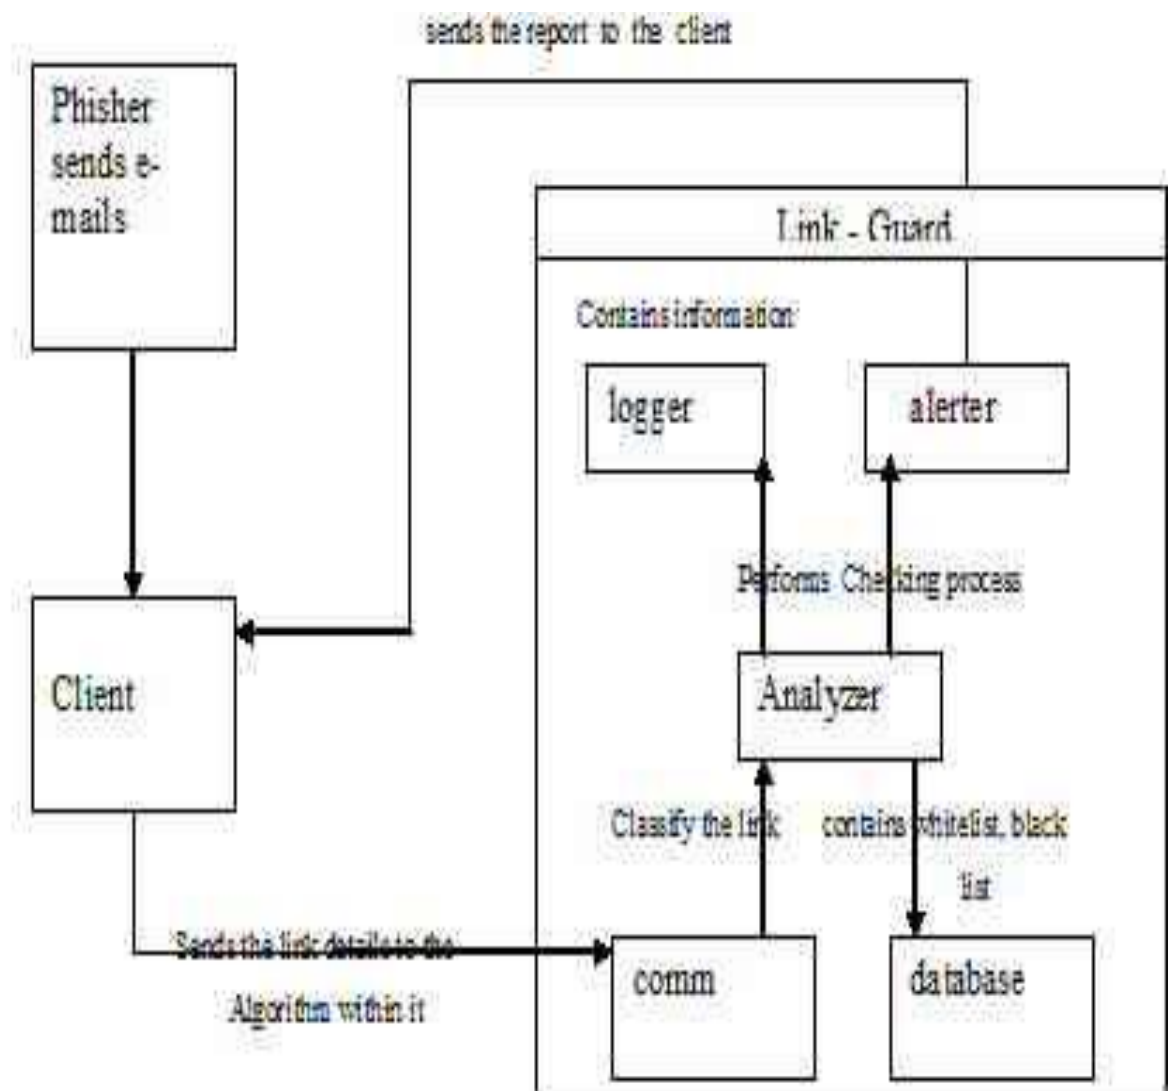 sends the report to the client
Phisher
sends e-
mails
Link - Guard
Contains information
logger
alerter
Performs Checking process
Client
Analyzer
Classify the link
contains whitelist, black
list
Sends the link details to the
Algorithm within it
comm
database